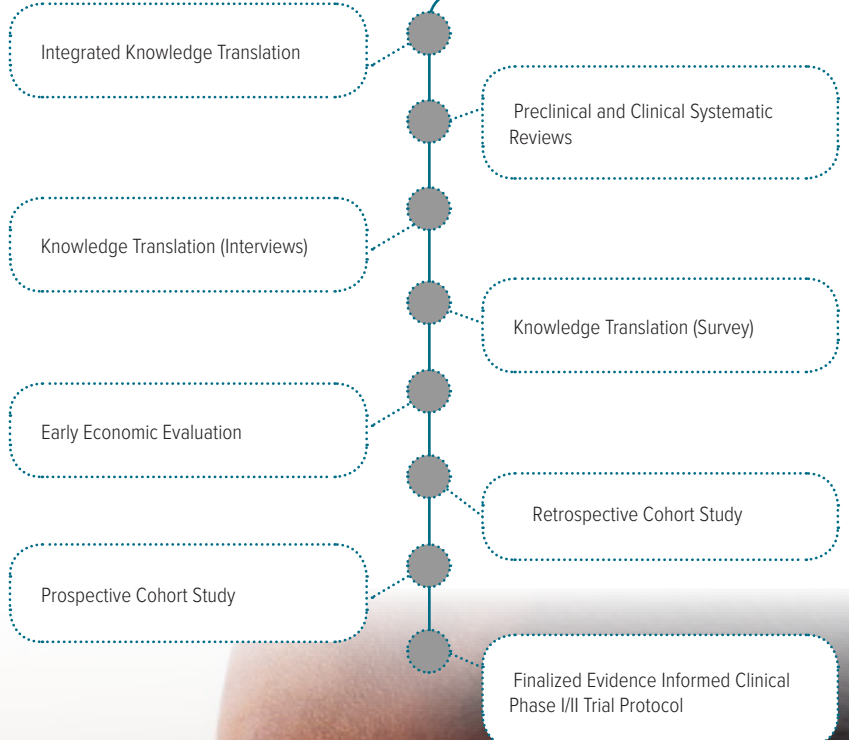 Integrated Knowledge Translation
Preclinical and Clinical Systematic
Reviews
Knowledge Translation (Interviews)
Knowledge Translation (Survey)
Early Economic Evaluation
Retrospective Cohort Study
Prospective Cohort Study
Finalized Evidence Informed Clinical
Phase I/II Trial Protocol